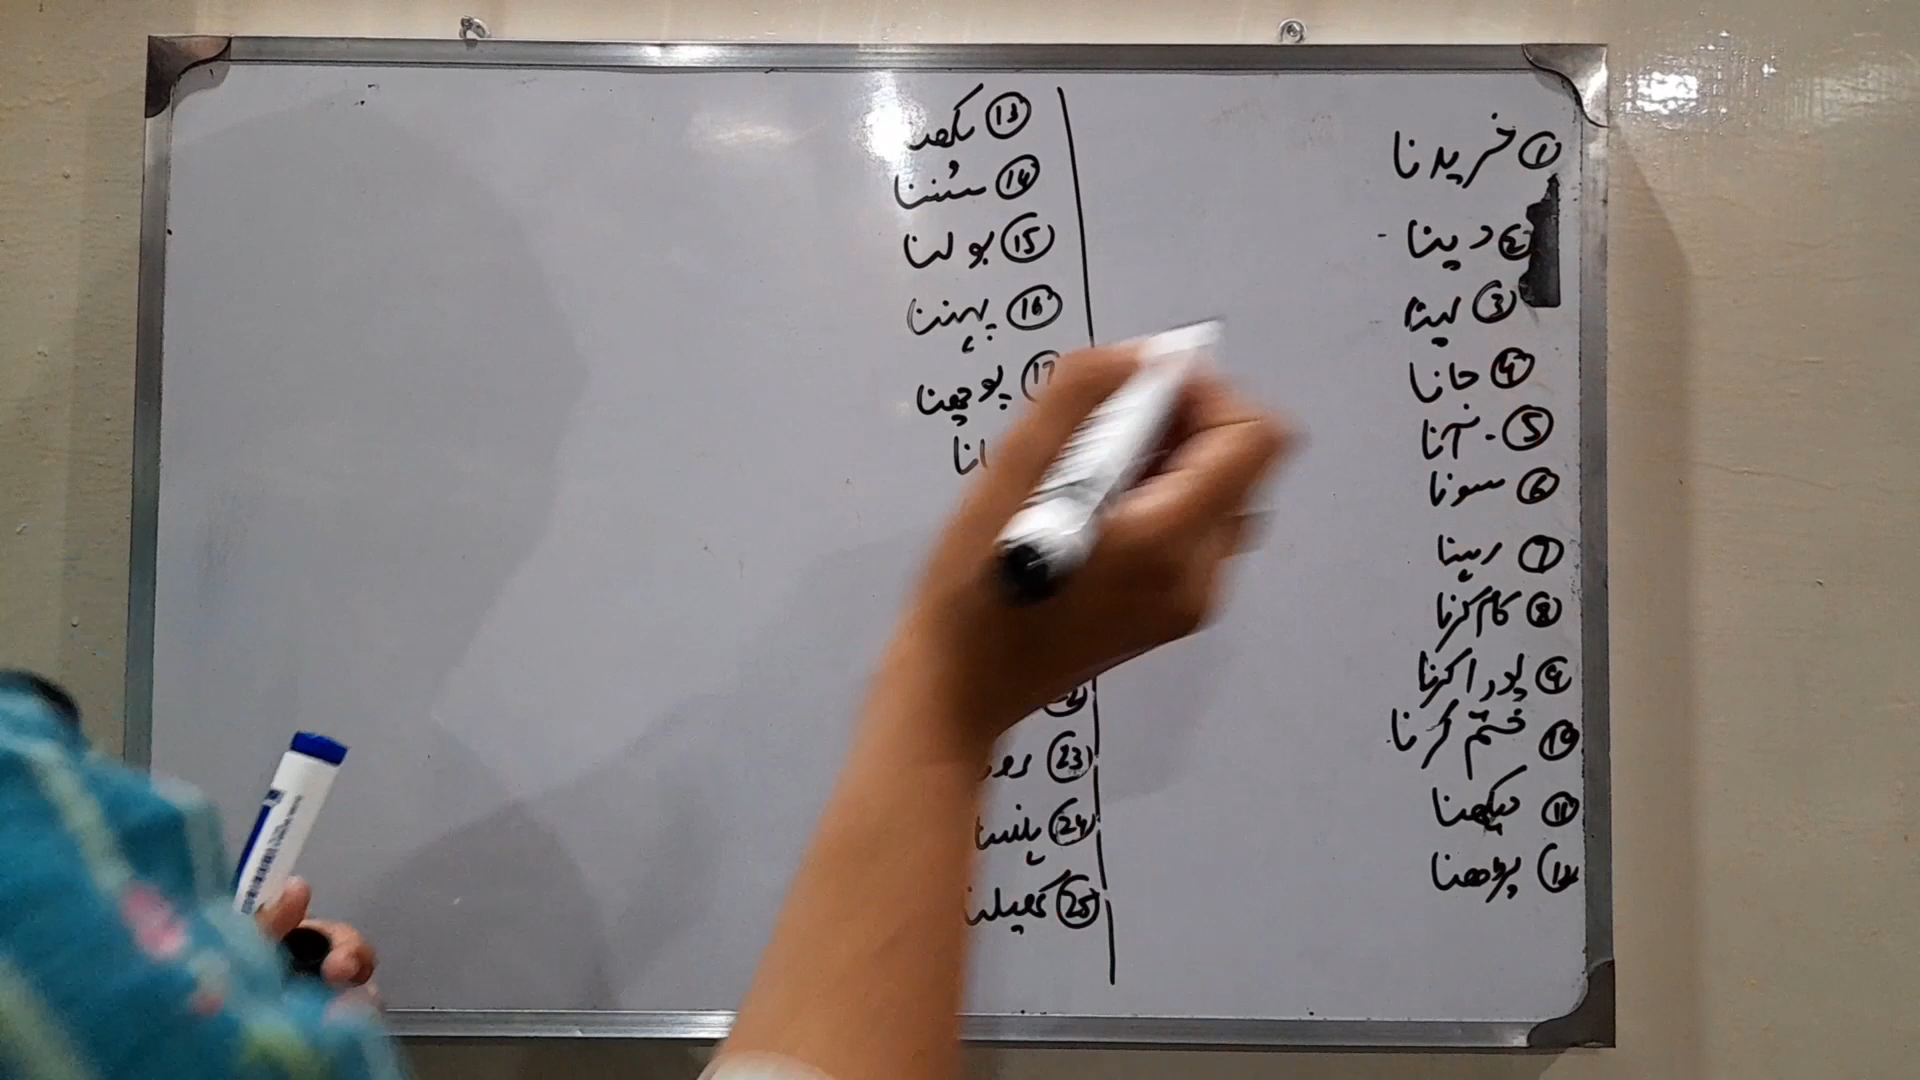 ① خریدنا
② دینا
③ لینا
④ جانا
⑤ آنا
⑥ سونا
⑦ رہنا
⑧ کام کرنا
⑨ پورا کرنا
⑩ ختم کرنا
⑪ دیکھنا
⑫ پڑھنا
⑬
⑭ سُننا
⑮ بولنا
⑯ پہننا
⑰ پوچھنا
㉓
㉔ ہنسنا
㉕ کھیلنا